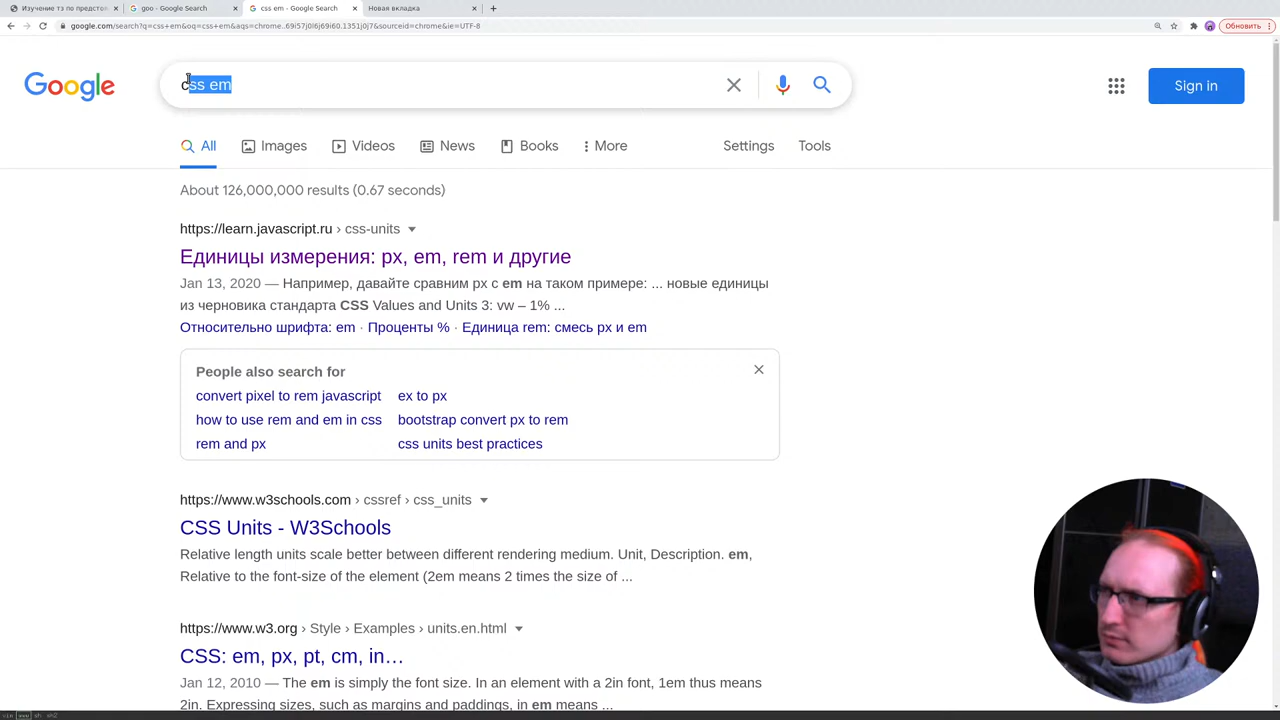 Изучение тз по предсто
goo - Google Search
css em - Google Search
Новая вкладка
google.com/search?q=css+em&oq=css+em&aqs=chrome..69i57j0l6j69i60.1351j0j7&sourceid=chrome&ie=UTF-8
Обновить
Google
css em
Sign in
All
Images
Videos
News
Books
More
Settings
Tools
About 126,000,000 results (0.67 seconds)
https://learn.javascript.ru › css-units
Единицы измерения: px, em, rem и другие
Jan 13, 2020 — Например, давайте сравним px с em на таком примере: ... новые единицы
из черновика стандарта CSS Values and Units 3: vw – 1% ...
Относительно шрифта: em · Проценты % · Единица rem: смесь px и em
People also search for
convert pixel to rem javascript
ex to px
how to use rem and em in css
bootstrap convert px to rem
rem and px
css units best practices
https://www.w3schools.com › cssref › css_units
CSS Units - W3Schools
Relative length units scale better between different rendering medium. Unit, Description. em,
Relative to the font-size of the element (2em means 2 times the size of ...
https://www.w3.org › Style › Examples › units.en.html
CSS: em, px, pt, cm, in…
Jan 12, 2010 — The em is simply the font size. In an element with a 2in font, 1em thus means
2in. Expressing sizes, such as margins and paddings, in em means ...